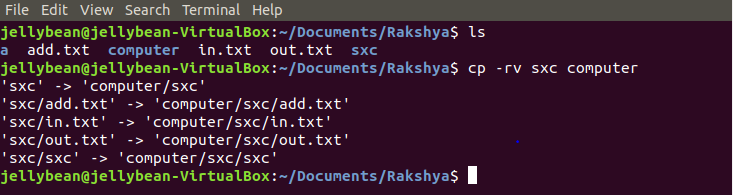 File Edit View Search Terminal Help
jellybean@jellybean-VirtualBox:~/Documents/Rakshya$ ls
a add.txt computer in.txt out.txt sxc
jellybean@jellybean-VirtualBox:~/Documents/Rakshya$ cp -rv sxc computer
'sxc' -> 'computer/sxc'
'sxc/add.txt' -> 'computer/sxc/add.txt'
'sxc/in.txt' -> 'computer/sxc/in.txt'
'sxc/out.txt' -> 'computer/sxc/out.txt'
'sxc/sxc' -> 'computer/sxc/sxc'
jellybean@jellybean-VirtualBox:~/Documents/Rakshya$